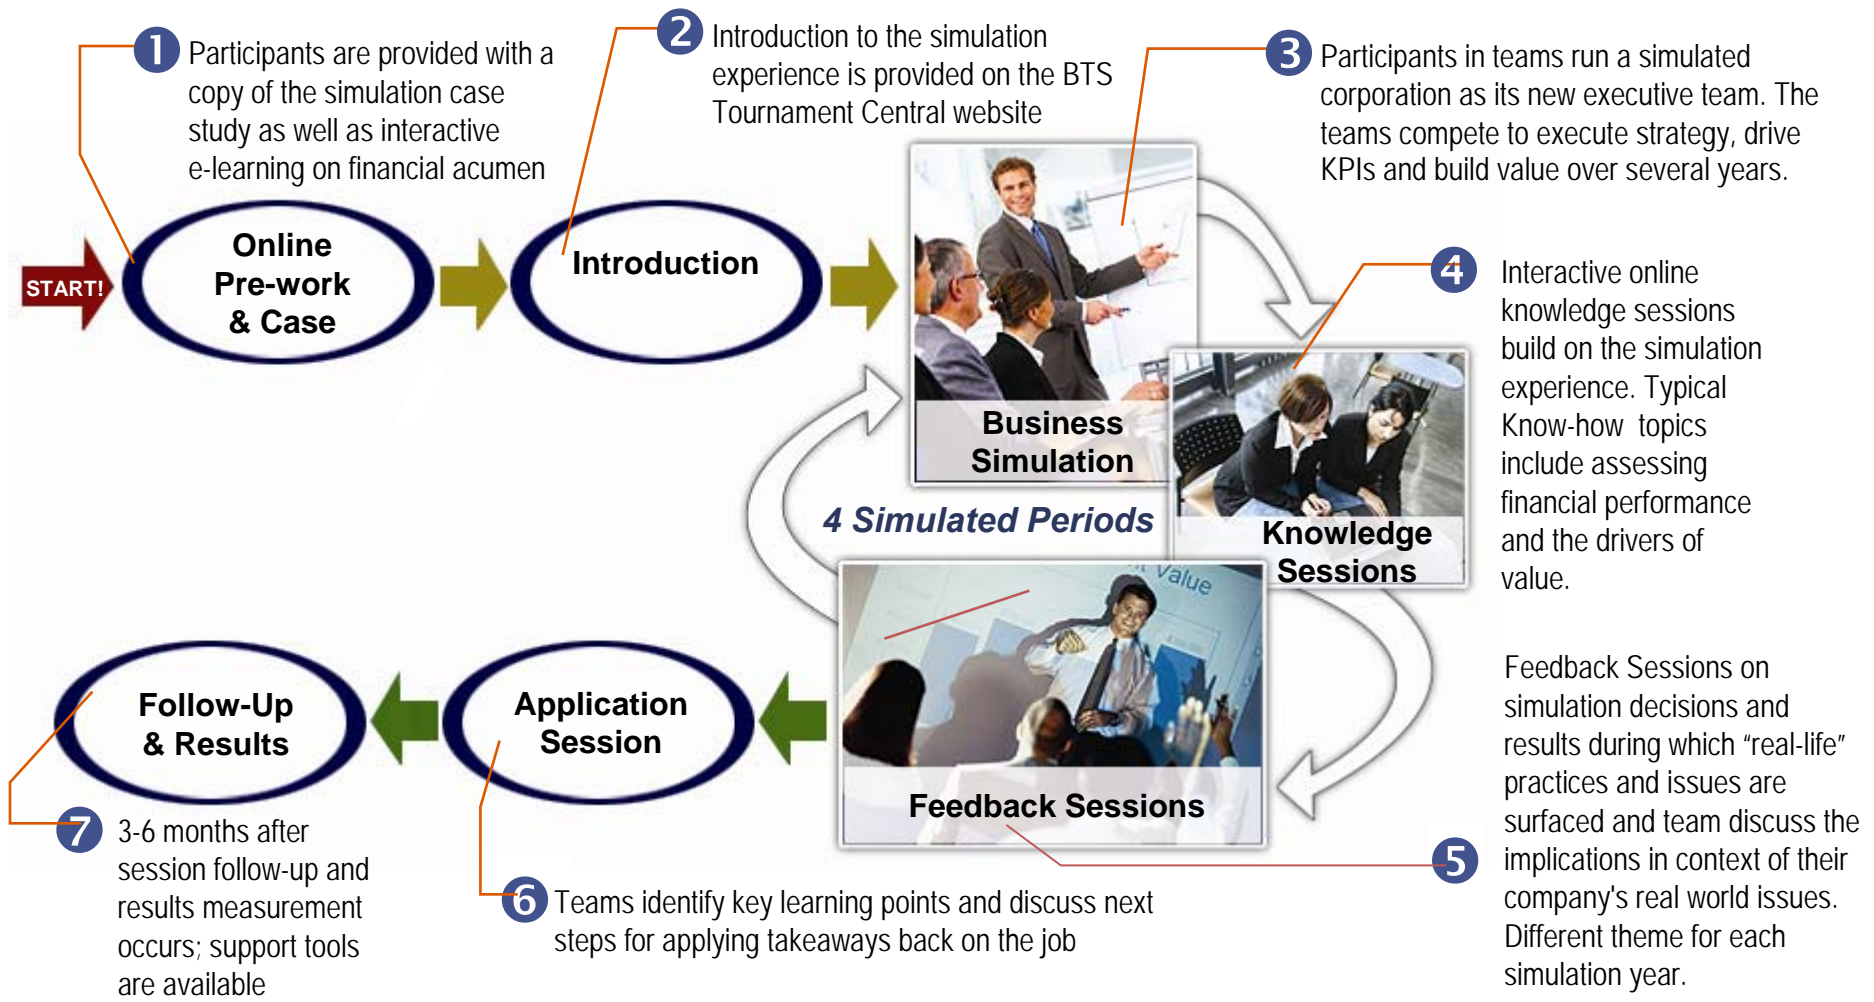 1 Participants are provided with a
copy of the simulation case
study as well as interactive
e-learning on financial acumen
2 Introduction to the simulation
experience is provided on the BTS
Tournament Central website
3 Participants in teams run a simulated
corporation as its new executive team. The
teams compete to execute strategy, drive
KPIs and build value over several years.
START!
Online
Pre-work
& Case
Introduction
Business
Simulation
4 Interactive online
knowledge sessions
build on the simulation
experience. Typical
Know-how topics
include assessing
financial performance
and the drivers of
value.
4 Simulated Periods
Knowledge
Sessions
Value
Feedback Sessions
5 Feedback Sessions on
simulation decisions and
results during which “real-life”
practices and issues are
surfaced and team discuss the
implications in context of their
company's real world issues.
Different theme for each
simulation year.
Application
Session
Follow-Up
& Results
6 Teams identify key learning points and discuss next
steps for applying takeaways back on the job
7 3-6 months after
session follow-up and
results measurement
occurs; support tools
are available